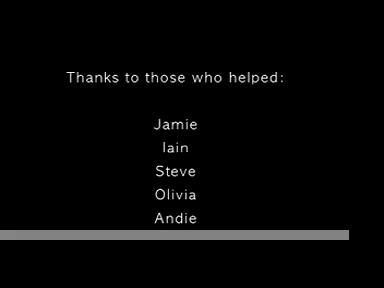 Thanks to those who helped:
Jamie
Iain
Steve
Olivia
Andie